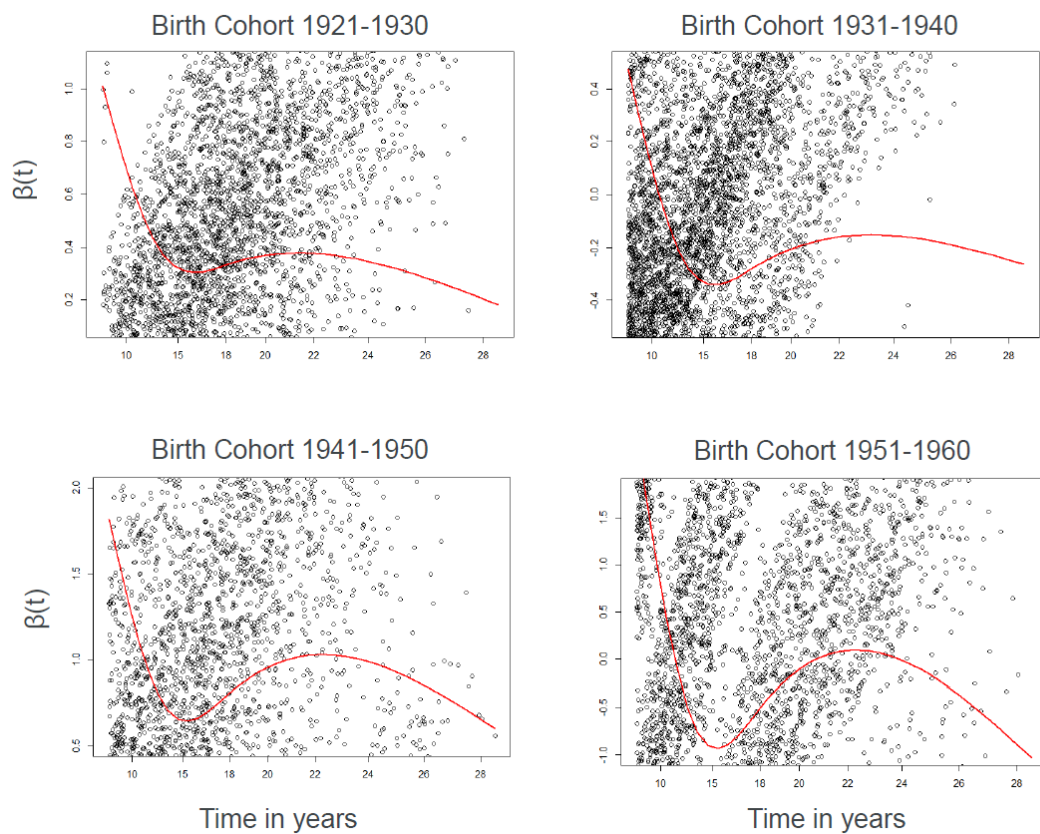 Birth Cohort 1921-1930
Birth Cohort 1931-1940
β(t)
1.0
0.8
0.6
0.4
0.2
10 15 18 20 22 24 26 28
0.4
0.2
0.0
-0.2
-0.4
10 15 18 20 22 24 26 28
Birth Cohort 1941-1950
Birth Cohort 1951-1960
β(t)
2.0
1.5
1.0
0.5
10 15 18 20 22 24 26 28
1.5
1.0
0.5
0.0
-0.5
-1.0
10 15 18 20 22 24 26 28
Time in years
Time in years